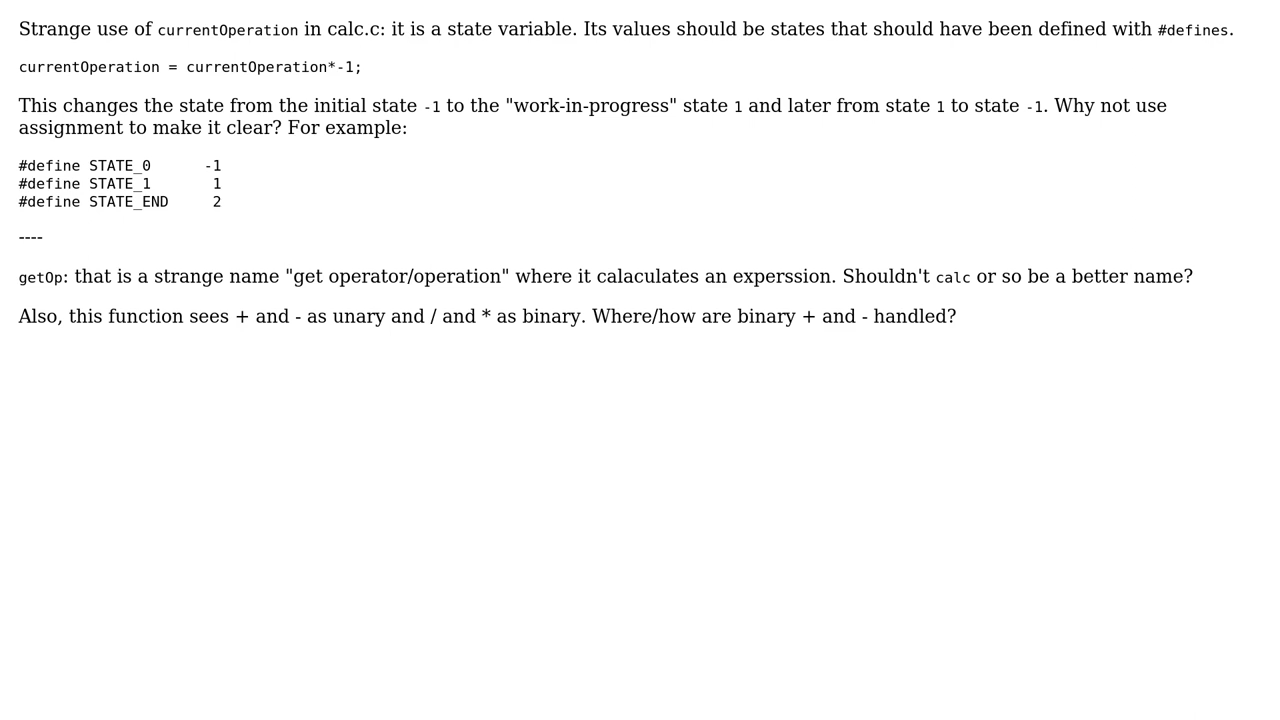 Strange use of currentOperation in calc.c: it is a state variable. Its values should be states that should have been defined with #defines.
currentOperation = currentOperation*-1;
This changes the state from the initial state -1 to the "work-in-progress" state 1 and later from state 1 to state -1. Why not use
assignment to make it clear? For example:
#define STATE_0      -1
#define STATE_1       1
#define STATE_END     2
----
getOp: that is a strange name "get operator/operation" where it calaculates an experssion. Shouldn't calc or so be a better name?
Also, this function sees + and - as unary and / and * as binary. Where/how are binary + and - handled?